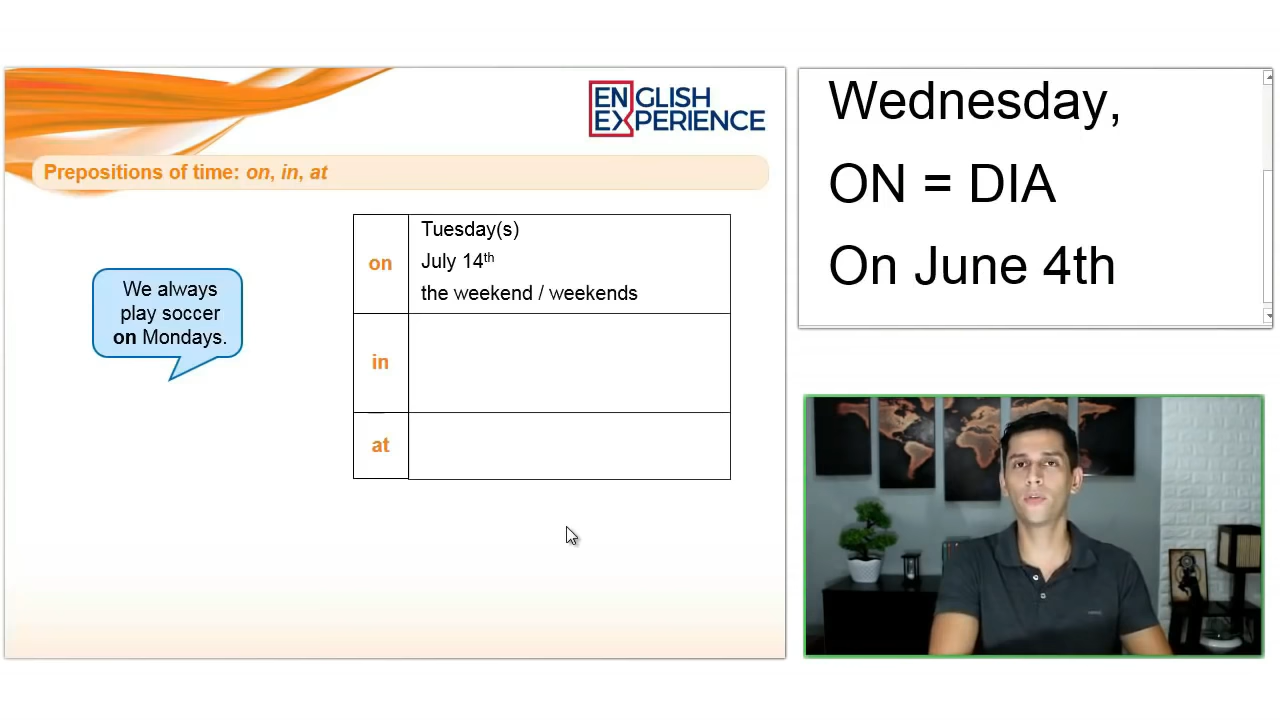 ENGLISH
EXPERIENCE
Prepositions of time: on, in, at
We always
play soccer
on Mondays.
on
Tuesday(s)
July 14th
the weekend / weekends
in
at
Wednesday,
ON = DIA
On June 4th